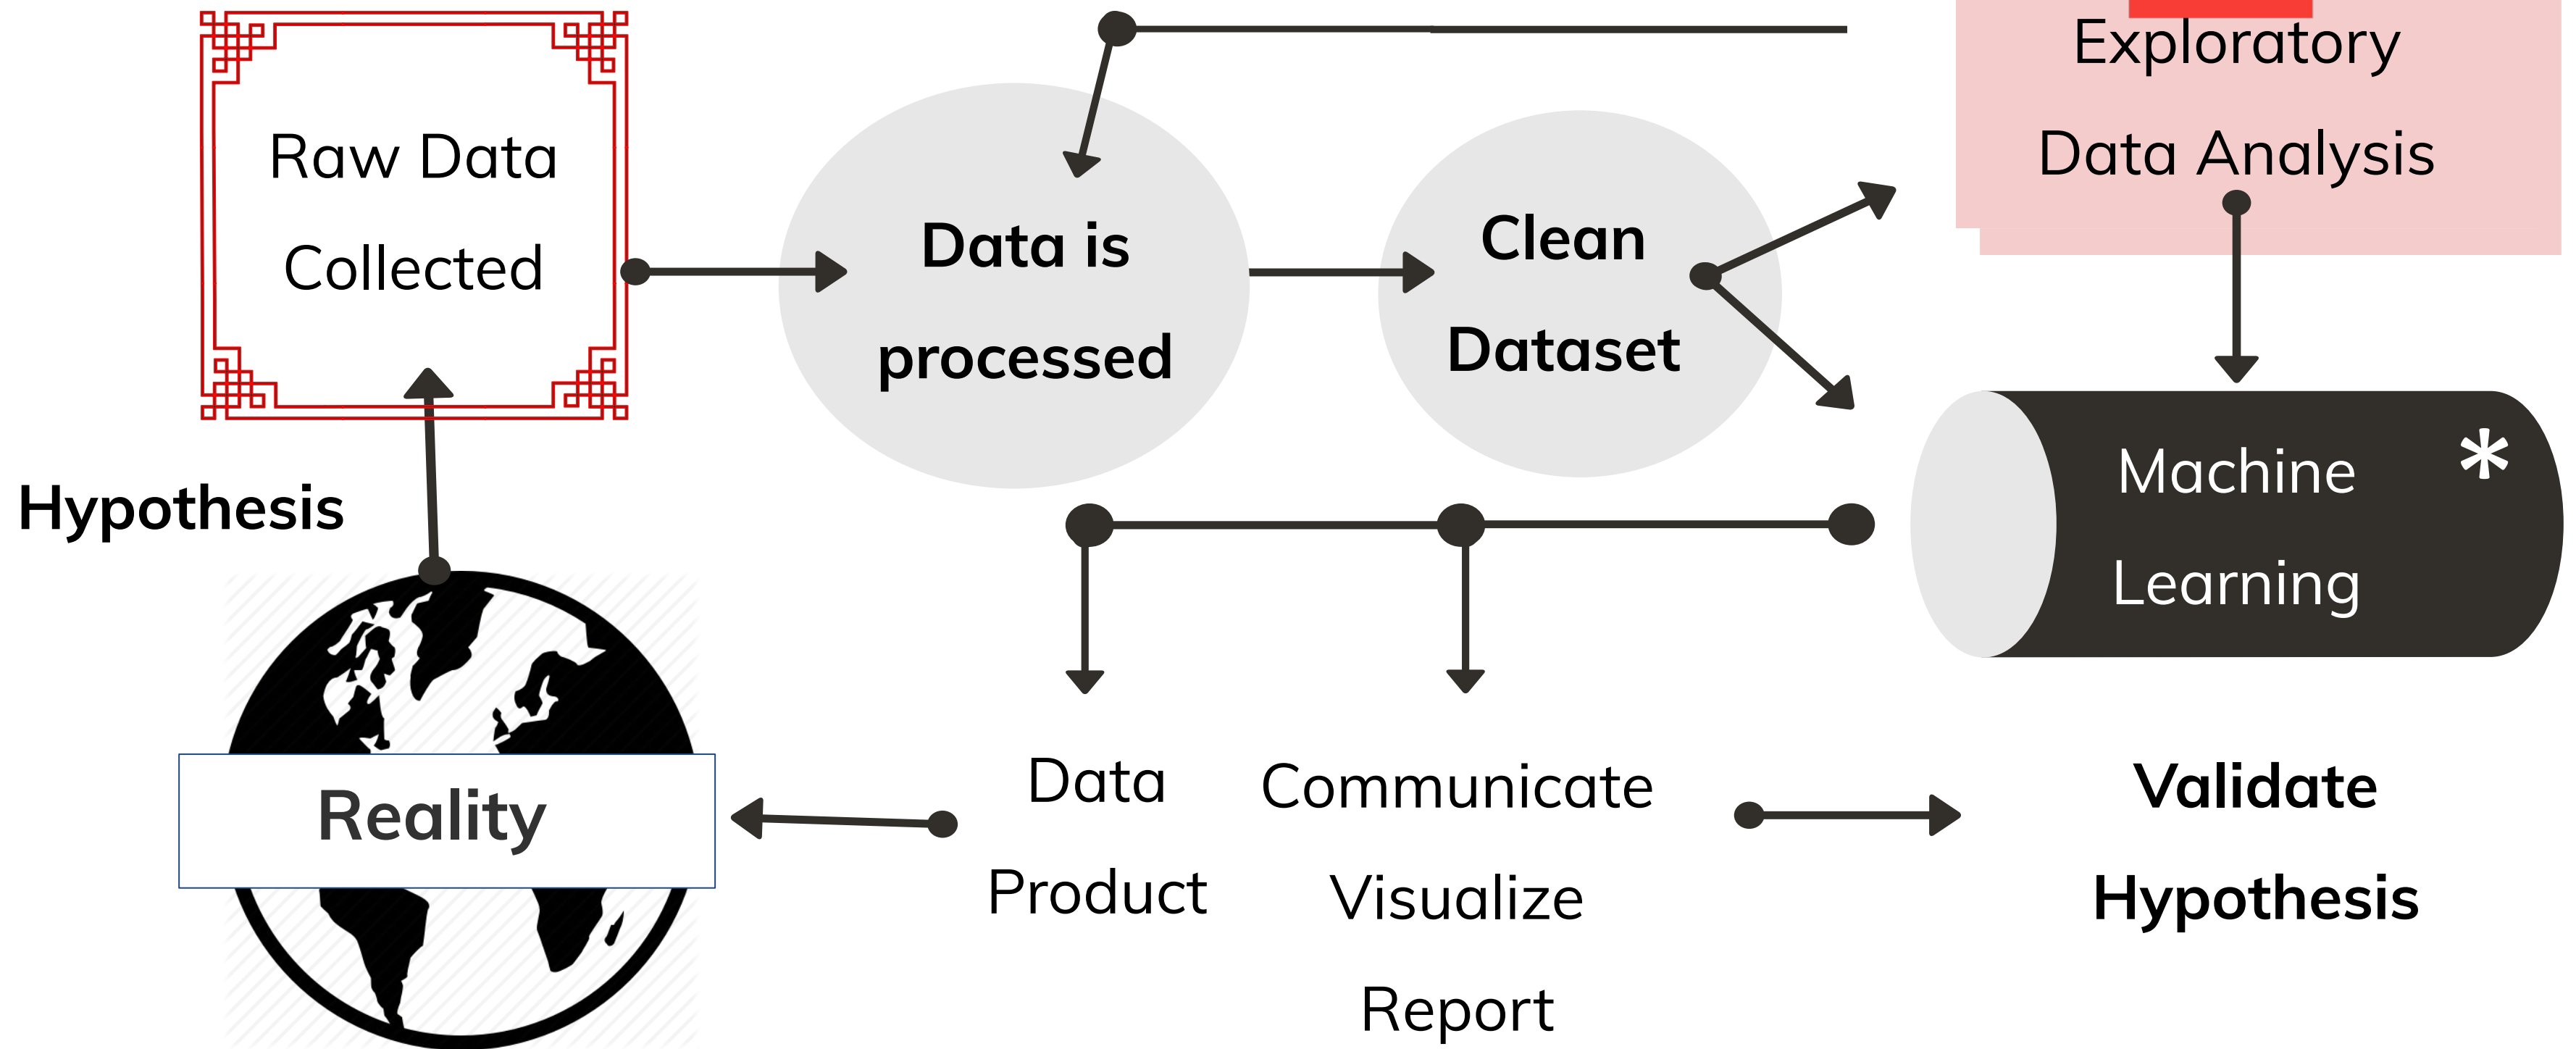 Raw Data
Collected
Data is
processed
Clean
Dataset
Exploratory
Data Analysis
Machine *
Learning
Hypothesis
Reality
Data
Product
Communicate
Visualize
Report
Validate
Hypothesis